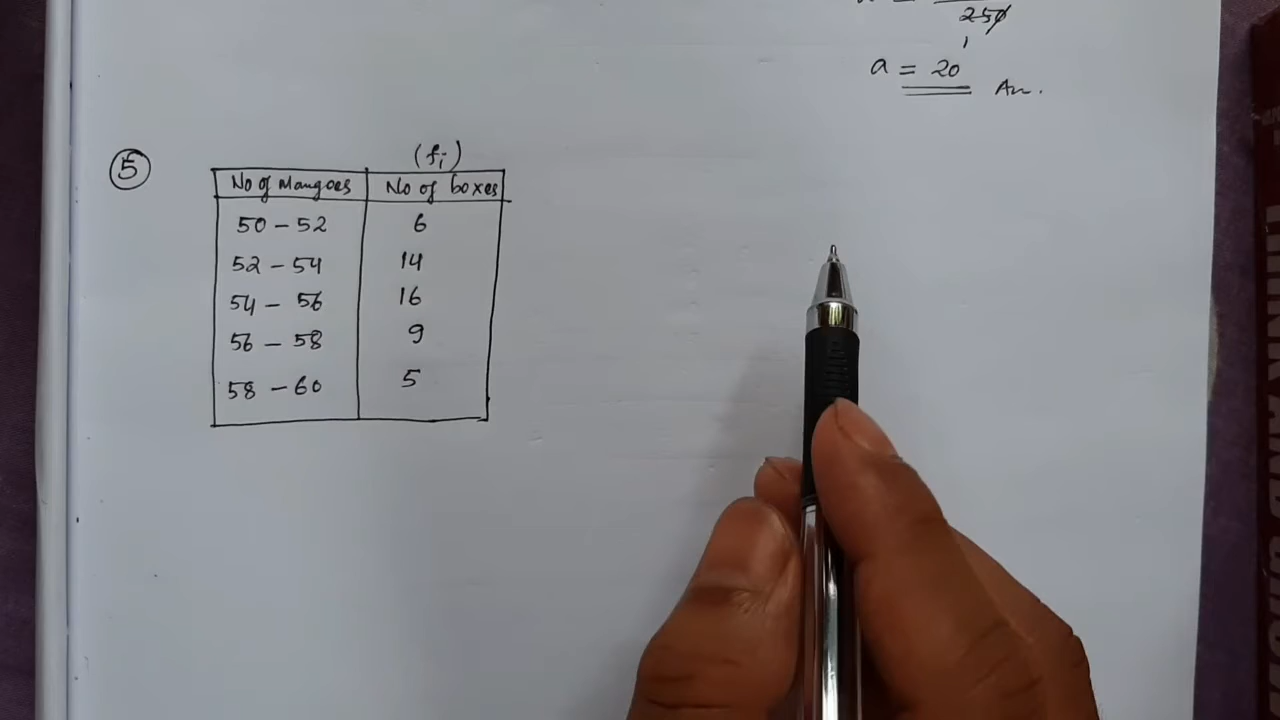 250
1
a = 20 An.
5
(fi)
No of Mangoes No of boxes
50 – 52 6
52 – 54 14
54 – 56 16
56 – 58 9
58 – 60 5